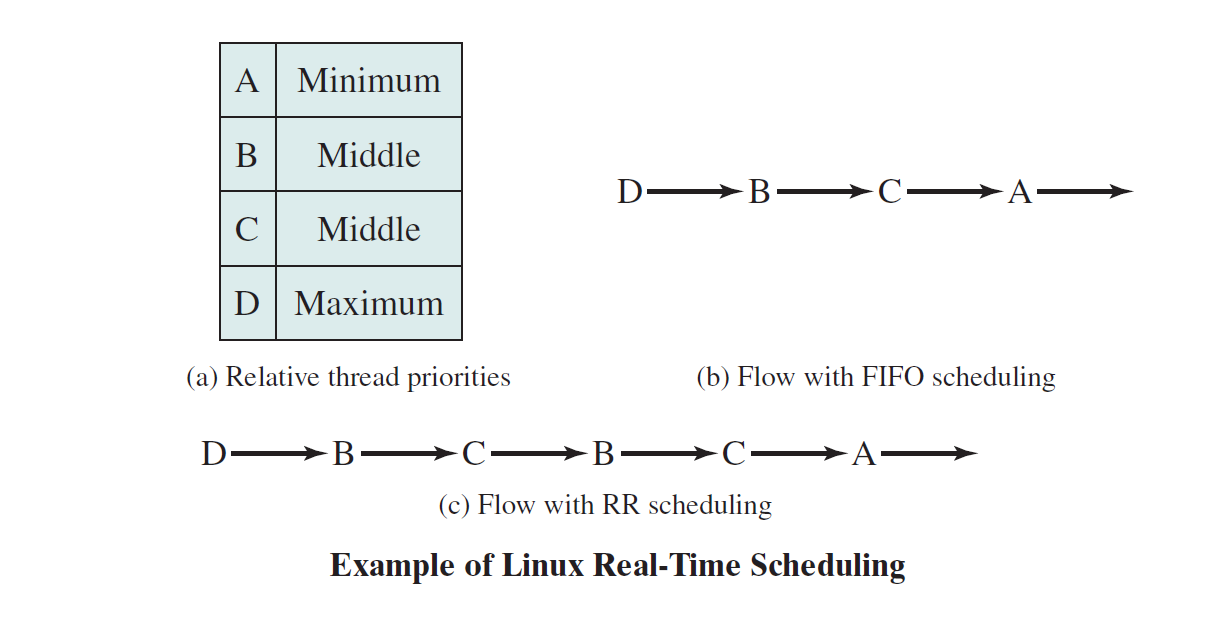 A Minimum
B Middle
C Middle
D Maximum
(a) Relative thread priorities
D B C A
(b) Flow with FIFO scheduling
D B C B C A
(c) Flow with RR scheduling
Example of Linux Real-Time Scheduling